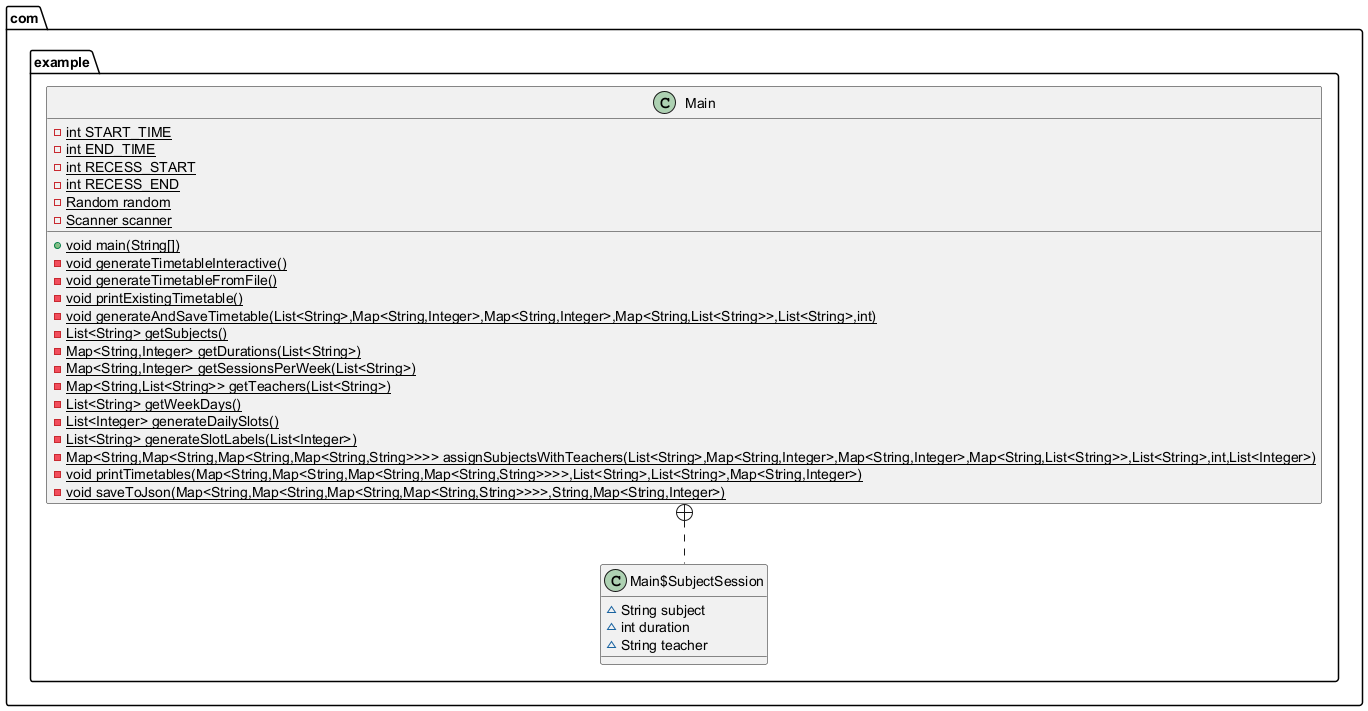 com
example
C Main
int START_TIME
int END_TIME
int RECESS_START
int RECESS_END
Random random
Scanner scanner
void main(String[])
void generateTimetableInteractive()
void generateTimetableFromFile()
void printExistingTimetable()
void generateAndSaveTimetable(List<String>,Map<String,Integer>,Map<String,Integer>,Map<String,List<String>>,List<String>,int)
List<String> getSubjects()
Map<String,Integer> getDurations(List<String>)
Map<String,Integer> getSessionsPerWeek(List<String>)
Map<String,List<String>> getTeachers(List<String>)
List<String> getWeekDays()
List<Integer> generateDailySlots()
List<String> generateSlotLabels(List<Integer>)
Map<String,Map<String,Map<String,Map<String,String>>>> assignSubjectsWithTeachers(List<String>,Map<String,Integer>,Map<String,Integer>,Map<String,List<String>>,List<String>,int,List<Integer>)
void printTimetables(Map<String,Map<String,Map<String,Map<String,String>>>>,List<String>,List<String>,Map<String,Integer>)
void saveToJson(Map<String,Map<String,Map<String,Map<String,String>>>>,String,Map<String,Integer>)
C Main$SubjectSession
String subject
int duration
String teacher